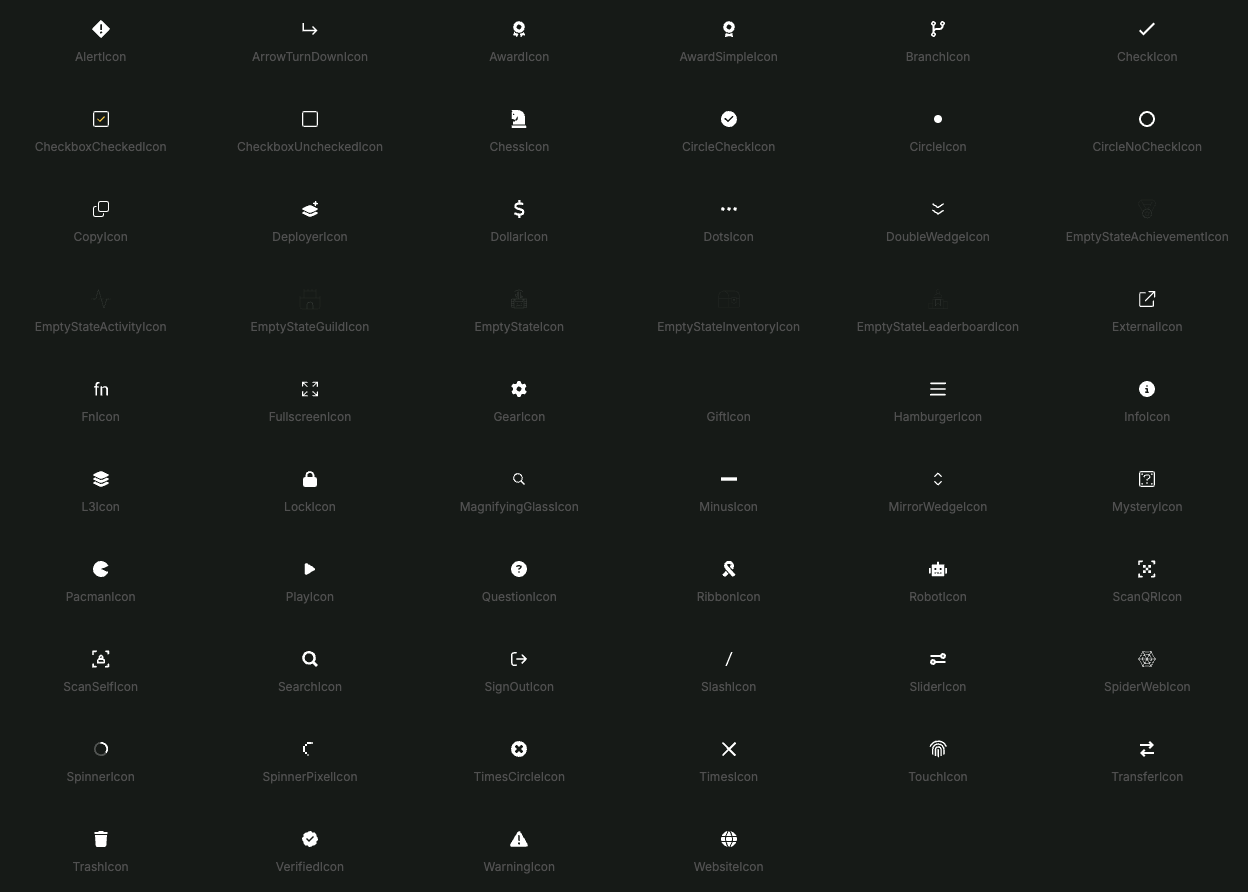 AlertIcon ArrowTurnDownIcon AwardIcon AwardSimpleIcon BranchIcon CheckIcon
CheckboxCheckedIcon CheckboxUncheckedIcon ChessIcon CircleCheckIcon CircleIcon CircleNoCheckIcon
CopyIcon DeployerIcon DollarIcon DotsIcon DoubleWedgeIcon EmptyStateAchievementIcon
EmptyStateActivityIcon EmptyStateGuildIcon EmptyStateIcon EmptyStateInventoryIcon EmptyStateLeaderboardIcon ExternalIcon
fn
FnIcon FullscreenIcon GearIcon GiftIcon HamburgerIcon InfoIcon
L3Icon LockIcon MagnifyingGlassIcon MinusIcon MirrorWedgeIcon MysteryIcon
PacmanIcon PlayIcon QuestionIcon RibbonIcon RobotIcon ScanQRIcon
ScanSelfIcon SearchIcon SignOutIcon SlashIcon SliderIcon SpiderWebIcon
SpinnerIcon SpinnerPixelIcon TimesCircleIcon TimesIcon TouchIcon TransferIcon
TrashIcon VerifiedIcon WarningIcon WebsiteIcon